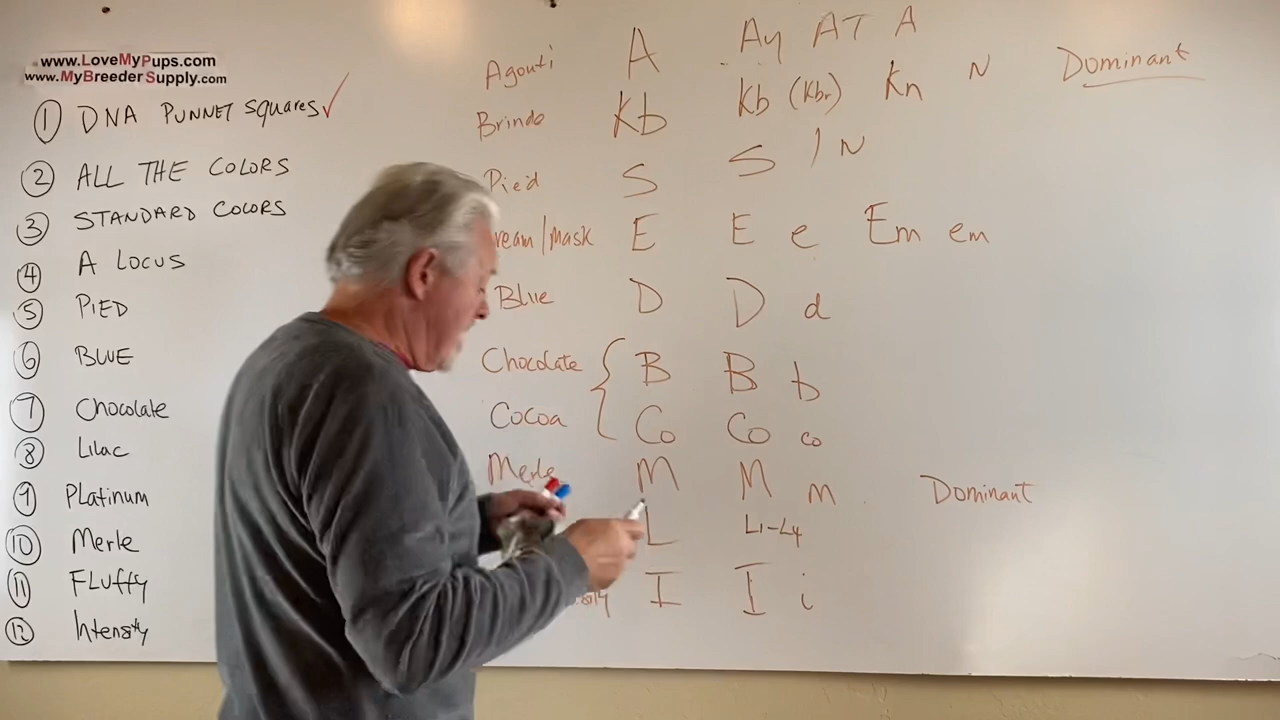 www.LoveMyPups.com
www.MyBreederSupply.com
① DNA PUNNET SQUARES ✓
② ALL THE COLORS
③ STANDARD COLORS
④ A LOCUS
⑤ PIED
⑥ BLUE
⑦ Chocolate
⑧ Lilac
⑨ Platinum
⑩ Merle
⑪ FLuffy
⑫ Intensity
Agouti A Ay AT A
Brindle Kb Kb (Kbr) Kn N Dominant
Pied S S / N
ream/Mask E E e Em em
Blue D D d
Chocolate B B b
Cocoa Co Co co
Merle M M m Dominant
L L1-L4
I I i